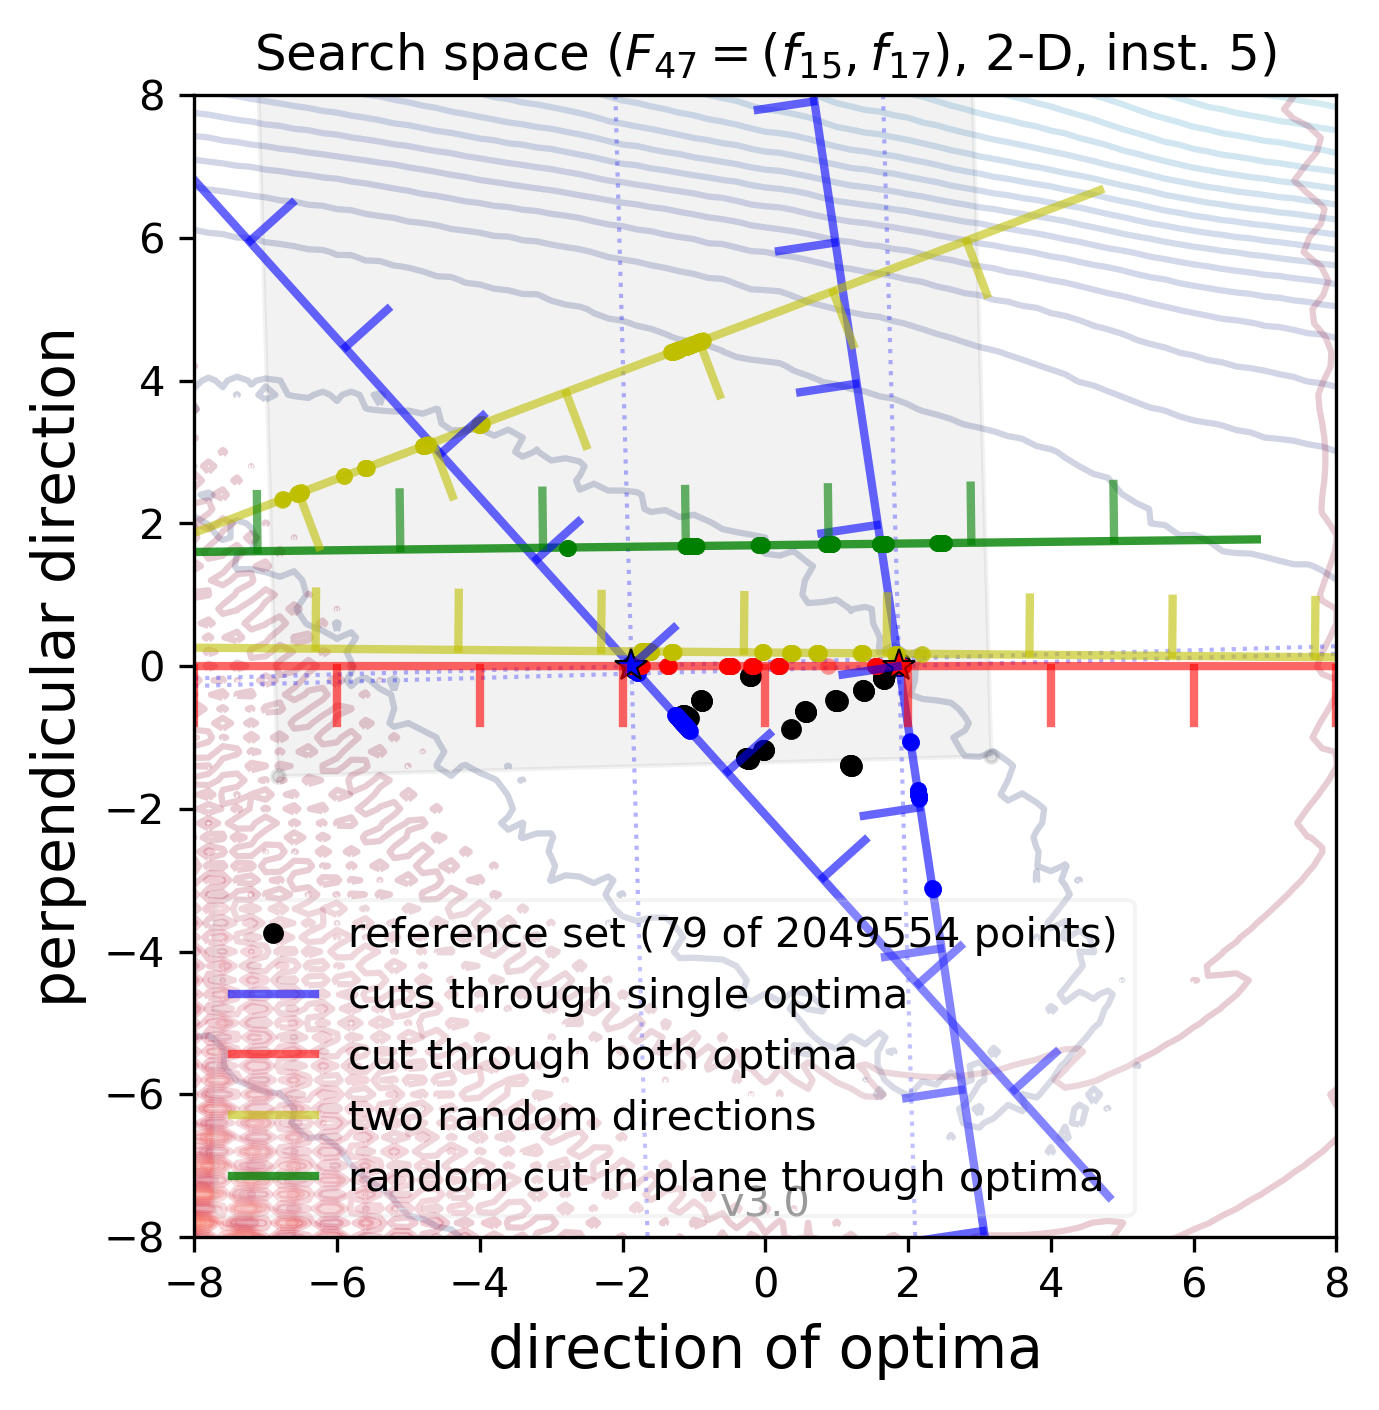 Search space (F47 = (f15, f17), 2-D, inst. 5)
8
6
4
2
0
−2
−4
−6
−8
perpendicular direction
reference set (79 of 2049554 points)
cuts through single optima
cut through both optima
two random directions
random cut in plane through optima
v3.0
−8 −6 −4 −2 0 2 4 6 8
direction of optima